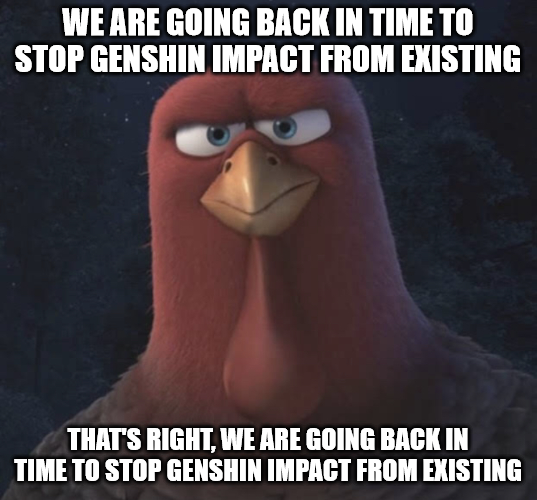 WE ARE GOING BACK IN TIME TO
STOP GENSHIN IMPACT FROM EXISTING
THAT'S RIGHT, WE ARE GOING BACK IN
TIME TO STOP GENSHIN IMPACT FROM EXISTING